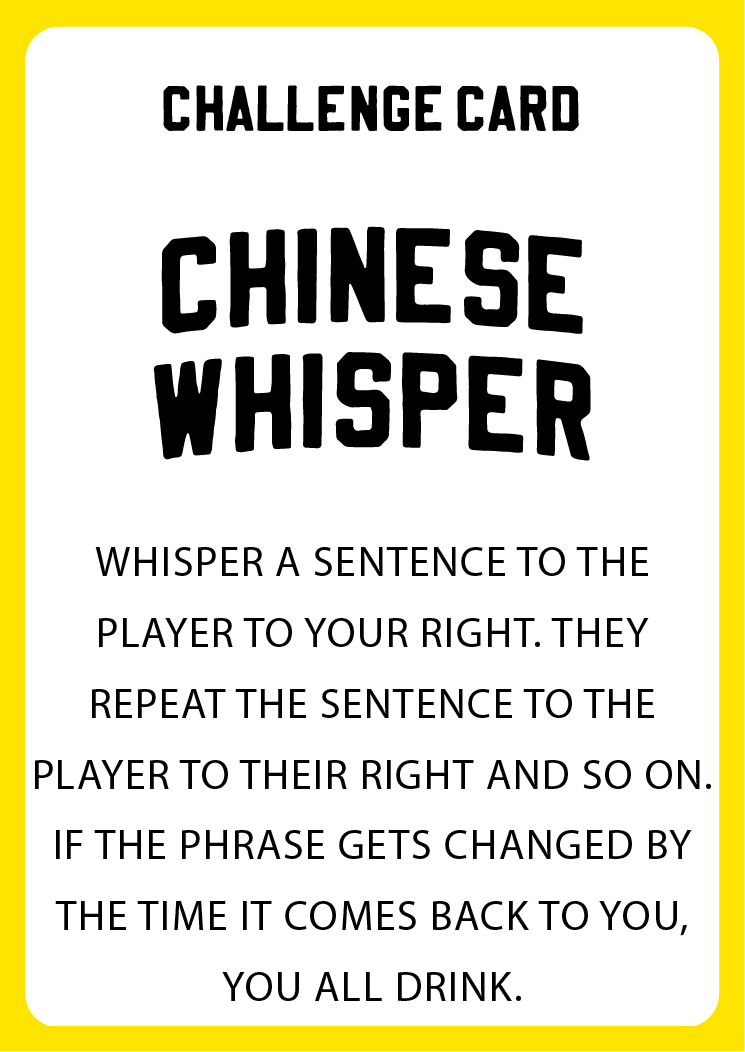 CHALLENGE CARD
CHINESE
WHISPER
WHISPER A SENTENCE TO THE
PLAYER TO YOUR RIGHT. THEY
REPEAT THE SENTENCE TO THE
PLAYER TO THEIR RIGHT AND SO ON.
IF THE PHRASE GETS CHANGED BY
THE TIME IT COMES BACK TO YOU,
YOU ALL DRINK.